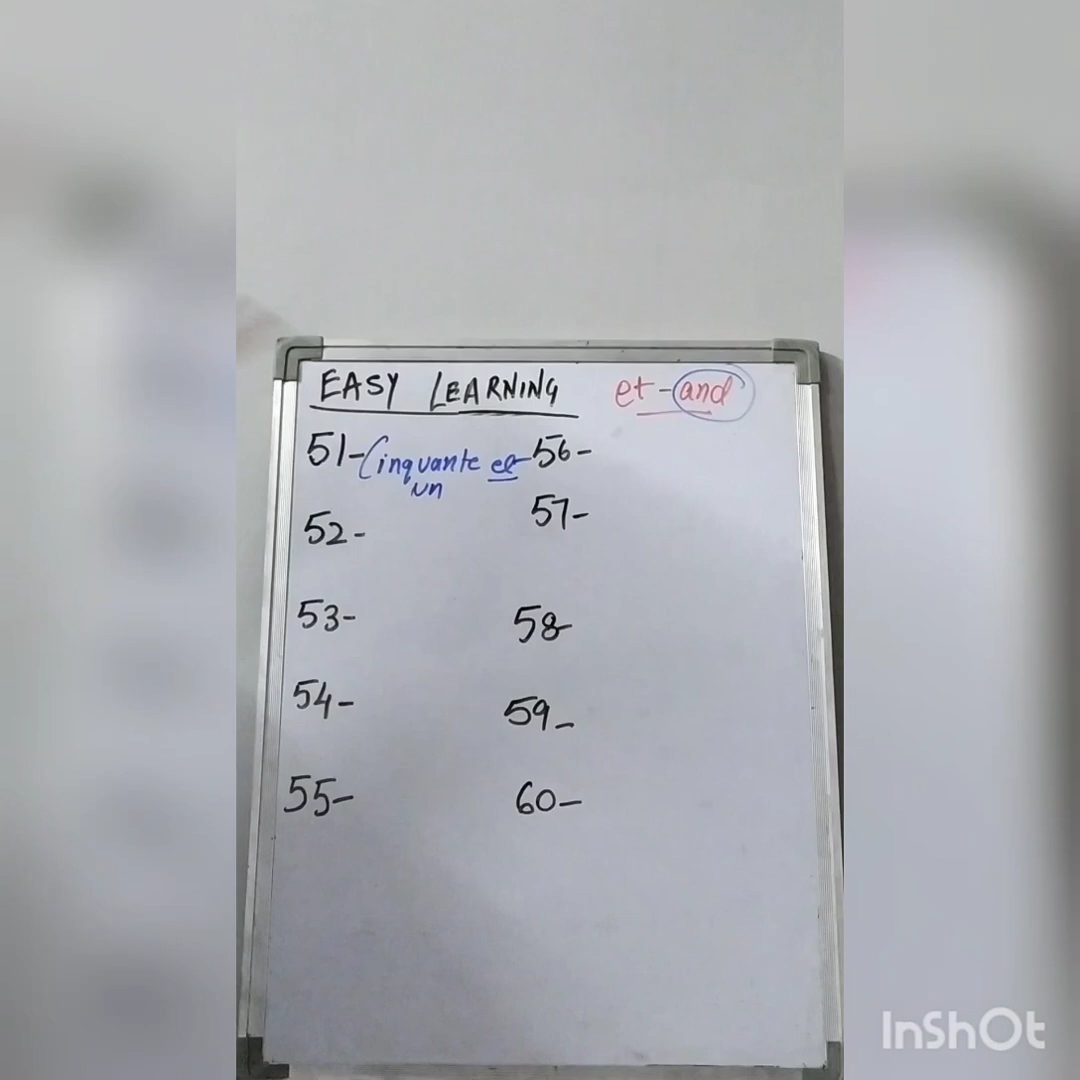 EASY LEARNING
et - and
51- Cinquante et
un
52-
53-
54-
55-
56-
57-
58-
59-
60-
InShOt